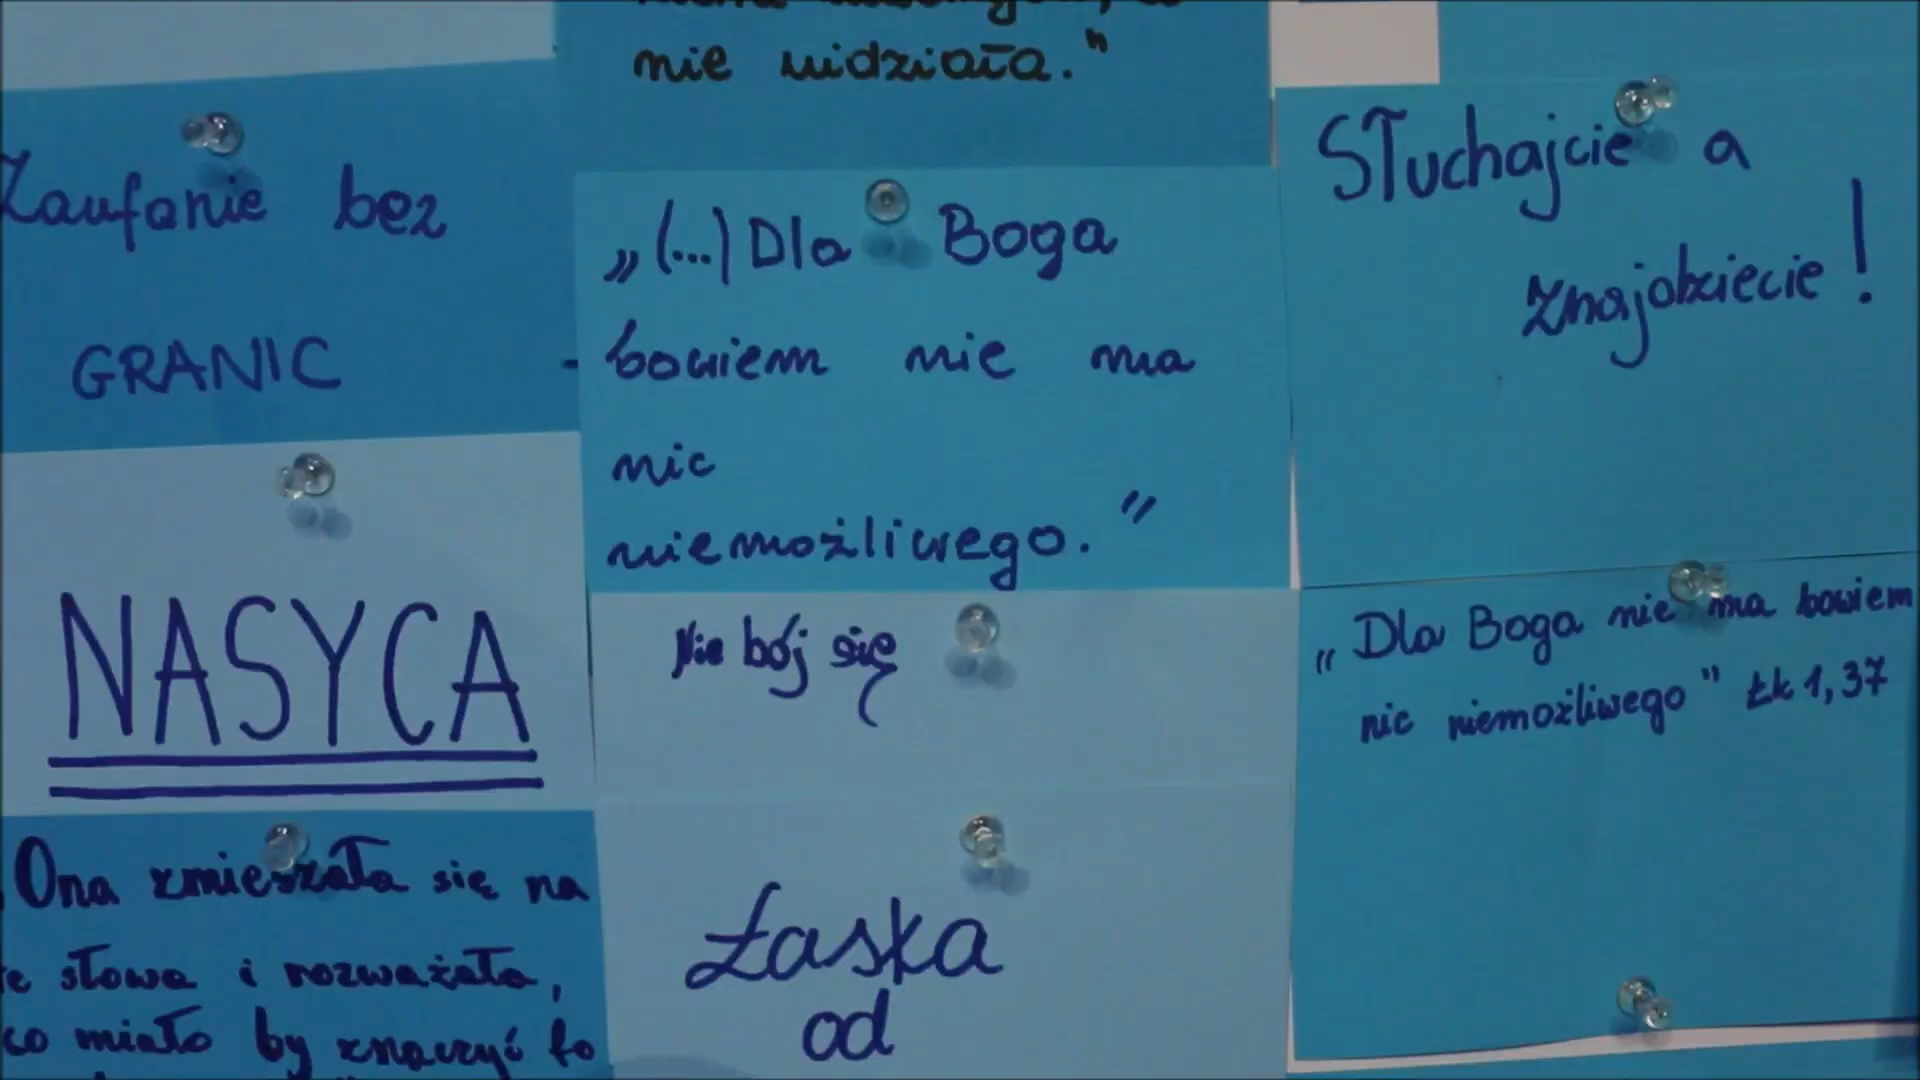 nie widziała."
Zaufanie bez
GRANIC
„(...) Dla Boga
bowiem nie ma
nic
niemożliwego."
Słuchajcie a
znajdziecie!
NASYCA
Nie bój się
„Dla Boga nie ma bowiem
nic niemożliwego" Łk 1,37
Ona zmieszała się na
te słowa i rozważała,
co miało by znaczyć to
Łaska
od